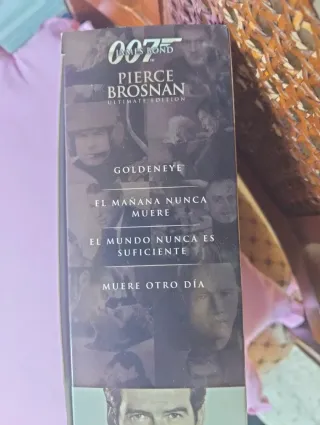 007
JAMES BOND
PIERCE
BROSNAN
ULTIMATE EDITION
GOLDENEYE
EL MAÑANA NUNCA
MUERE
EL MUNDO NUNCA ES
SUFICIENTE
MUERE OTRO DÍA